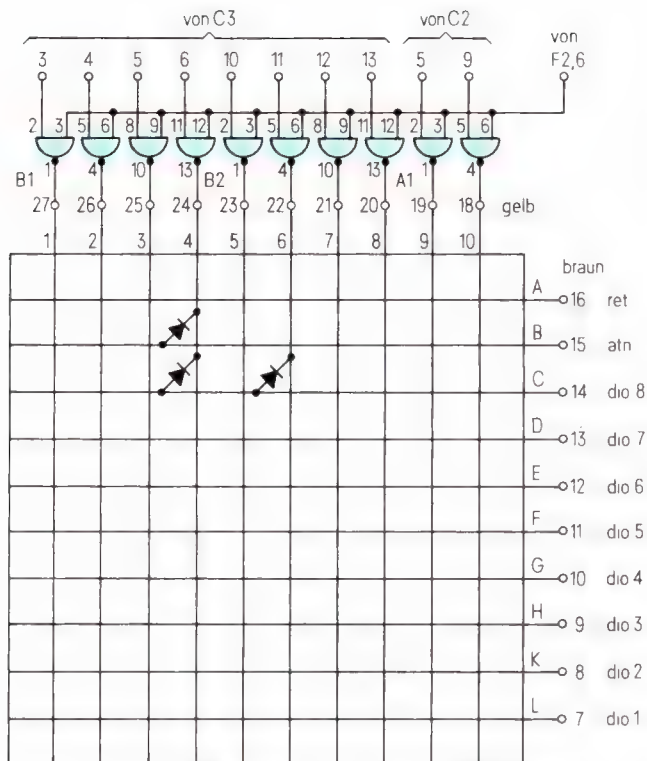 von C3 von C2 von
3 4 5 6 10 11 12 13 5 9 F2,6
2 3 5 6 8 9 11 12 2 3 5 6 8 9 11 12 2 3 5 6
1 4 10 13 1 4 10 13 1 4
B1 B2 A1
27 26 25 24 23 22 21 20 19 18 gelb
1 2 3 4 5 6 7 8 9 10
braun
A 16 ret
B 15 atn
C 14 dio 8
D 13 dio 7
E 12 dio 6
F 11 dio 5
G 10 dio 4
H 9 dio 3
K 8 dio 2
L 7 dio 1